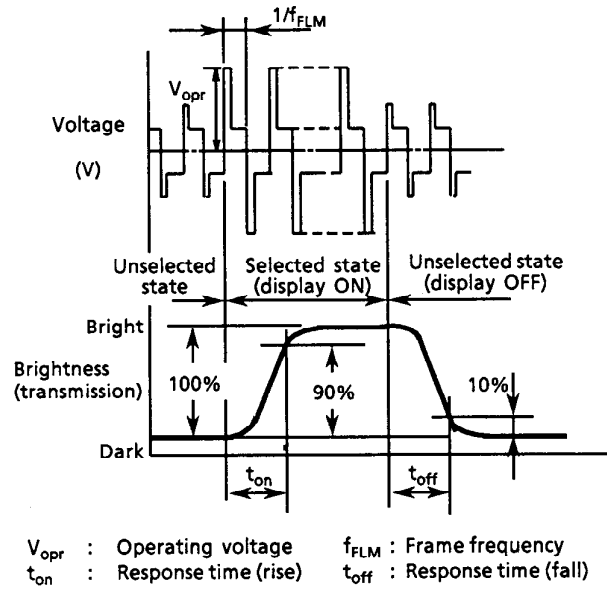 1/fFLM
Vopr
Voltage
(V)
Unselected state
Selected state (display ON)
Unselected state (display OFF)
Bright
Brightness (transmission)
100%
90%
10%
Dark
ton
toff
Vopr : Operating voltage
fFLM : Frame frequency
ton : Response time (rise)
toff : Response time (fall)